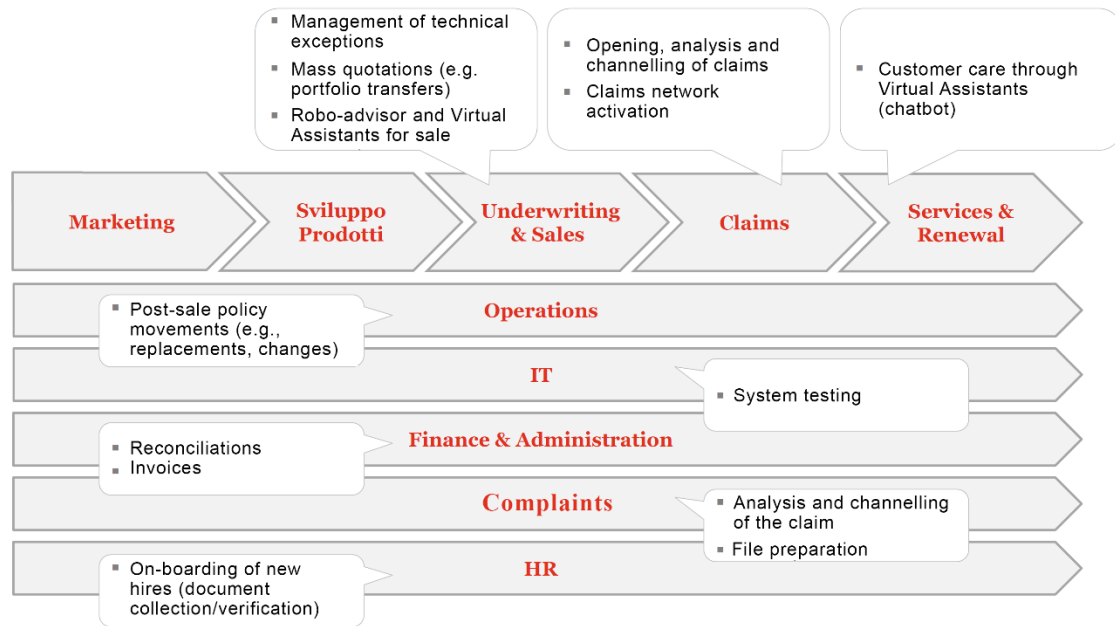 ▪ Management of technical
exceptions
▪ Mass quotations (e.g.
portfolio transfers)
▪ Robo-advisor and Virtual
Assistants for sale
▪ Opening, analysis and
channelling of claims
▪ Claims network
activation
▪ Customer care through
Virtual Assistants
(chatbot)
Marketing
Sviluppo
Prodotti
Underwriting
& Sales
Claims
Services &
Renewal
Operations
▪ Post-sale policy
movements (e.g.,
replacements, changes)
IT
▪ System testing
Finance & Administration
▪ Reconciliations
▪ Invoices
Complaints
▪ Analysis and channelling
of the claim
▪ File preparation
HR
▪ On-boarding of new
hires (document
collection/verification)